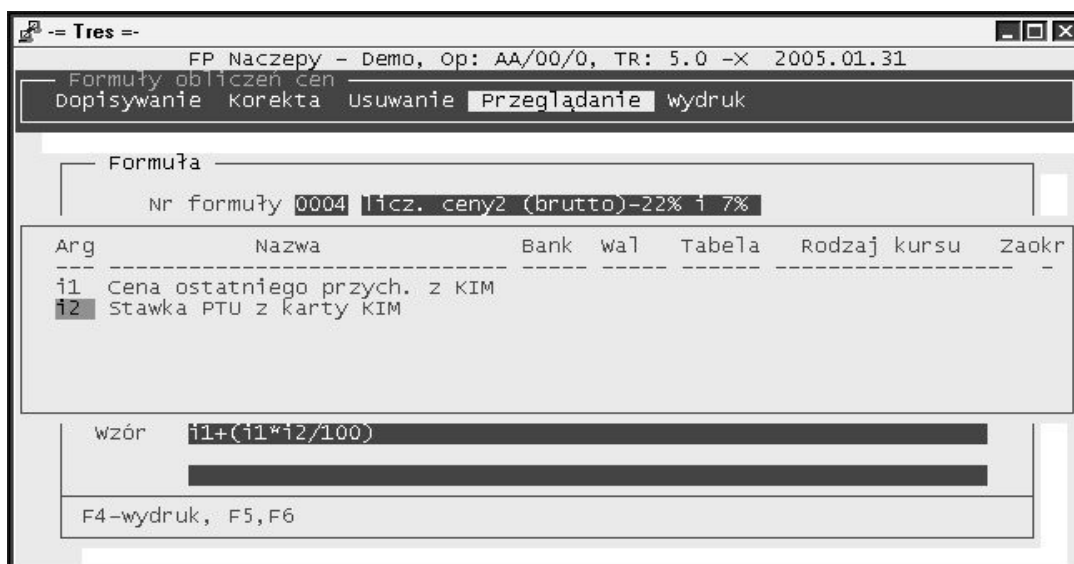 -= Tres =-
FP Naczepy - Demo, Op: AA/00/0, TR: 5.0 -X 2005.01.31
Formuły obliczeń cen
Dopisywanie Korekta Usuwanie Przeglądanie Wydruk
Formuła
Nr formuły 0004 licz. ceny2 (brutto)-22% i 7%
Arg Nazwa Bank Wal Tabela Rodzaj kursu Zaokr
i1 Cena ostatniego przych. z KIM
i2 Stawka PTU z karty KIM
Wzór i1+(i1*i2/100)
F4-wydruk, F5,F6